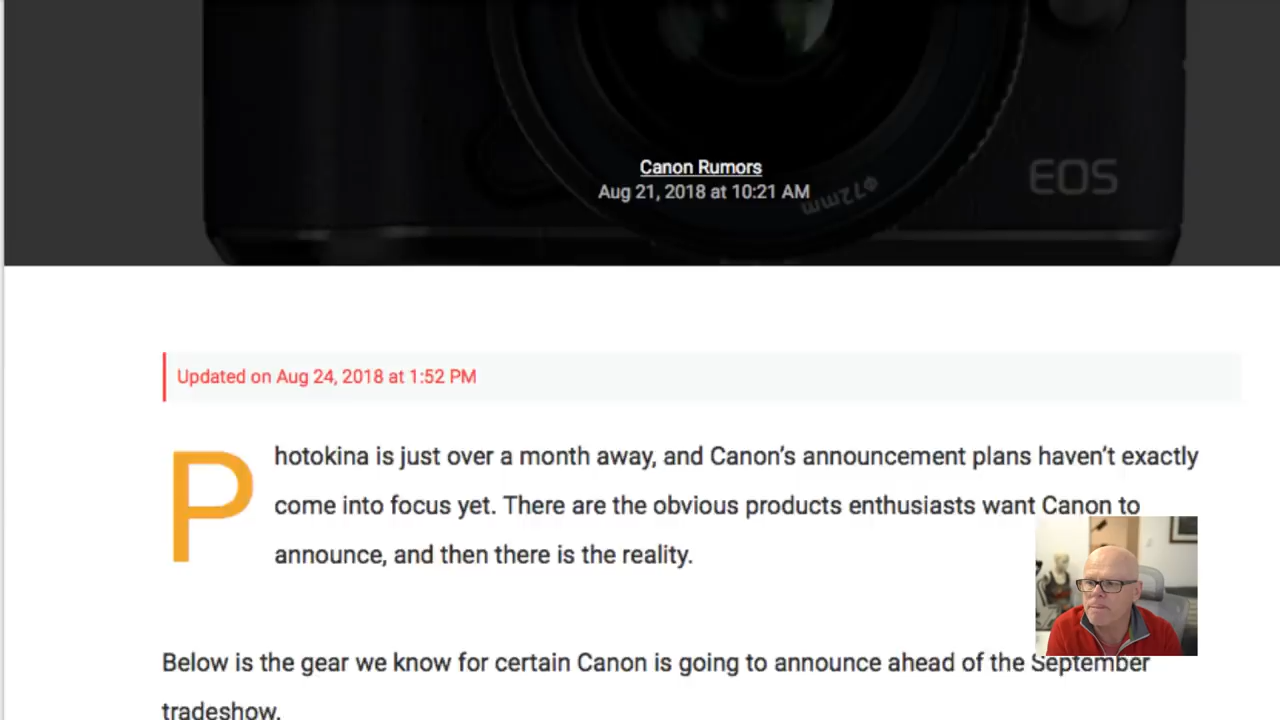 EOS
Canon Rumors
Aug 21, 2018 at 10:21 AM
ø72mm
Updated on Aug 24, 2018 at 1:52 PM
Photokina is just over a month away, and Canon’s announcement plans haven’t exactly
come into focus yet. There are the obvious products enthusiasts want Canon to
announce, and then there is the reality.
Below is the gear we know for certain Canon is going to announce ahead of the September
tradeshow.